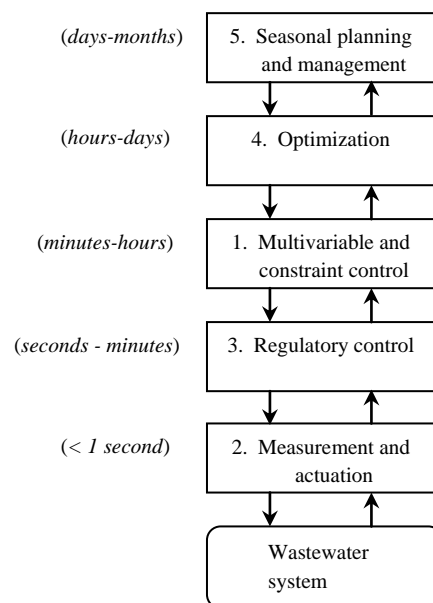 (days-months)
5. Seasonal planning
and management
(hours-days)
4. Optimization
(minutes-hours)
1. Multivariable and
constraint control
(seconds - minutes)
3. Regulatory control
(< 1 second)
2. Measurement and
actuation
Wastewater
system